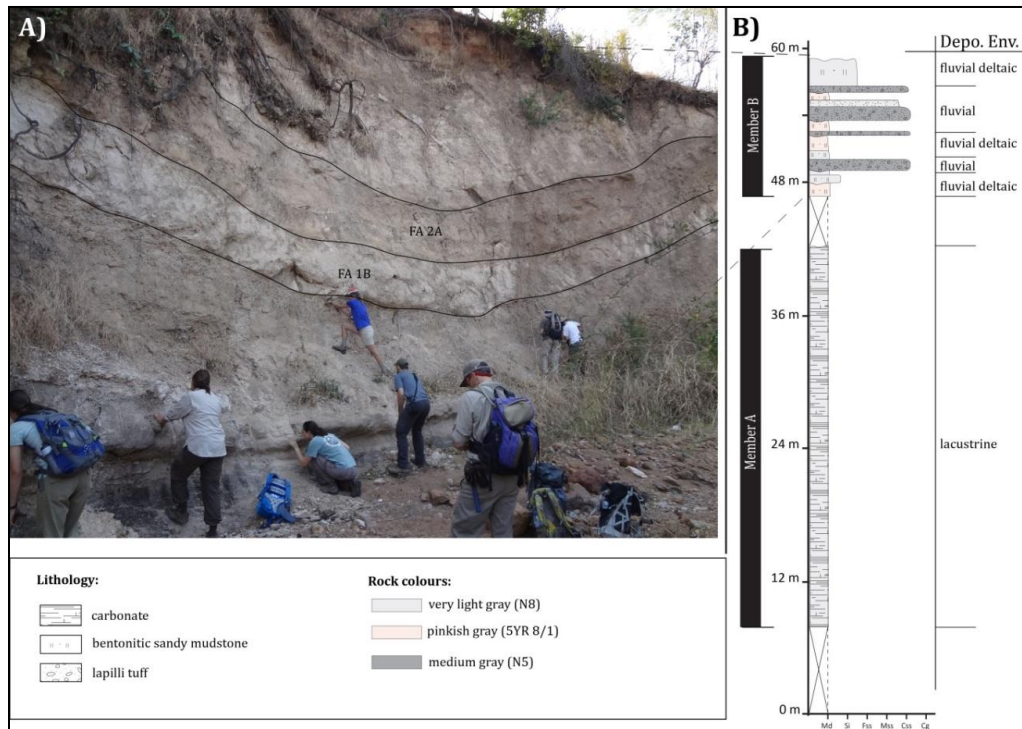 A)
FA 2A
FA 1B
Lithology:
carbonate
bentonitic sandy mudstone
lapilli tuff
Rock colours:
very light gray (N8)
pinkish gray (5YR 8/1)
medium gray (N5)
B)
Depo. Env.
60 m
fluvial deltaic
Member B
fluvial
fluvial deltaic
fluvial
48 m
fluvial deltaic
36 m
Member A
24 m
lacustrine
12 m
0 m
Md Si Fss Mss Css Cg